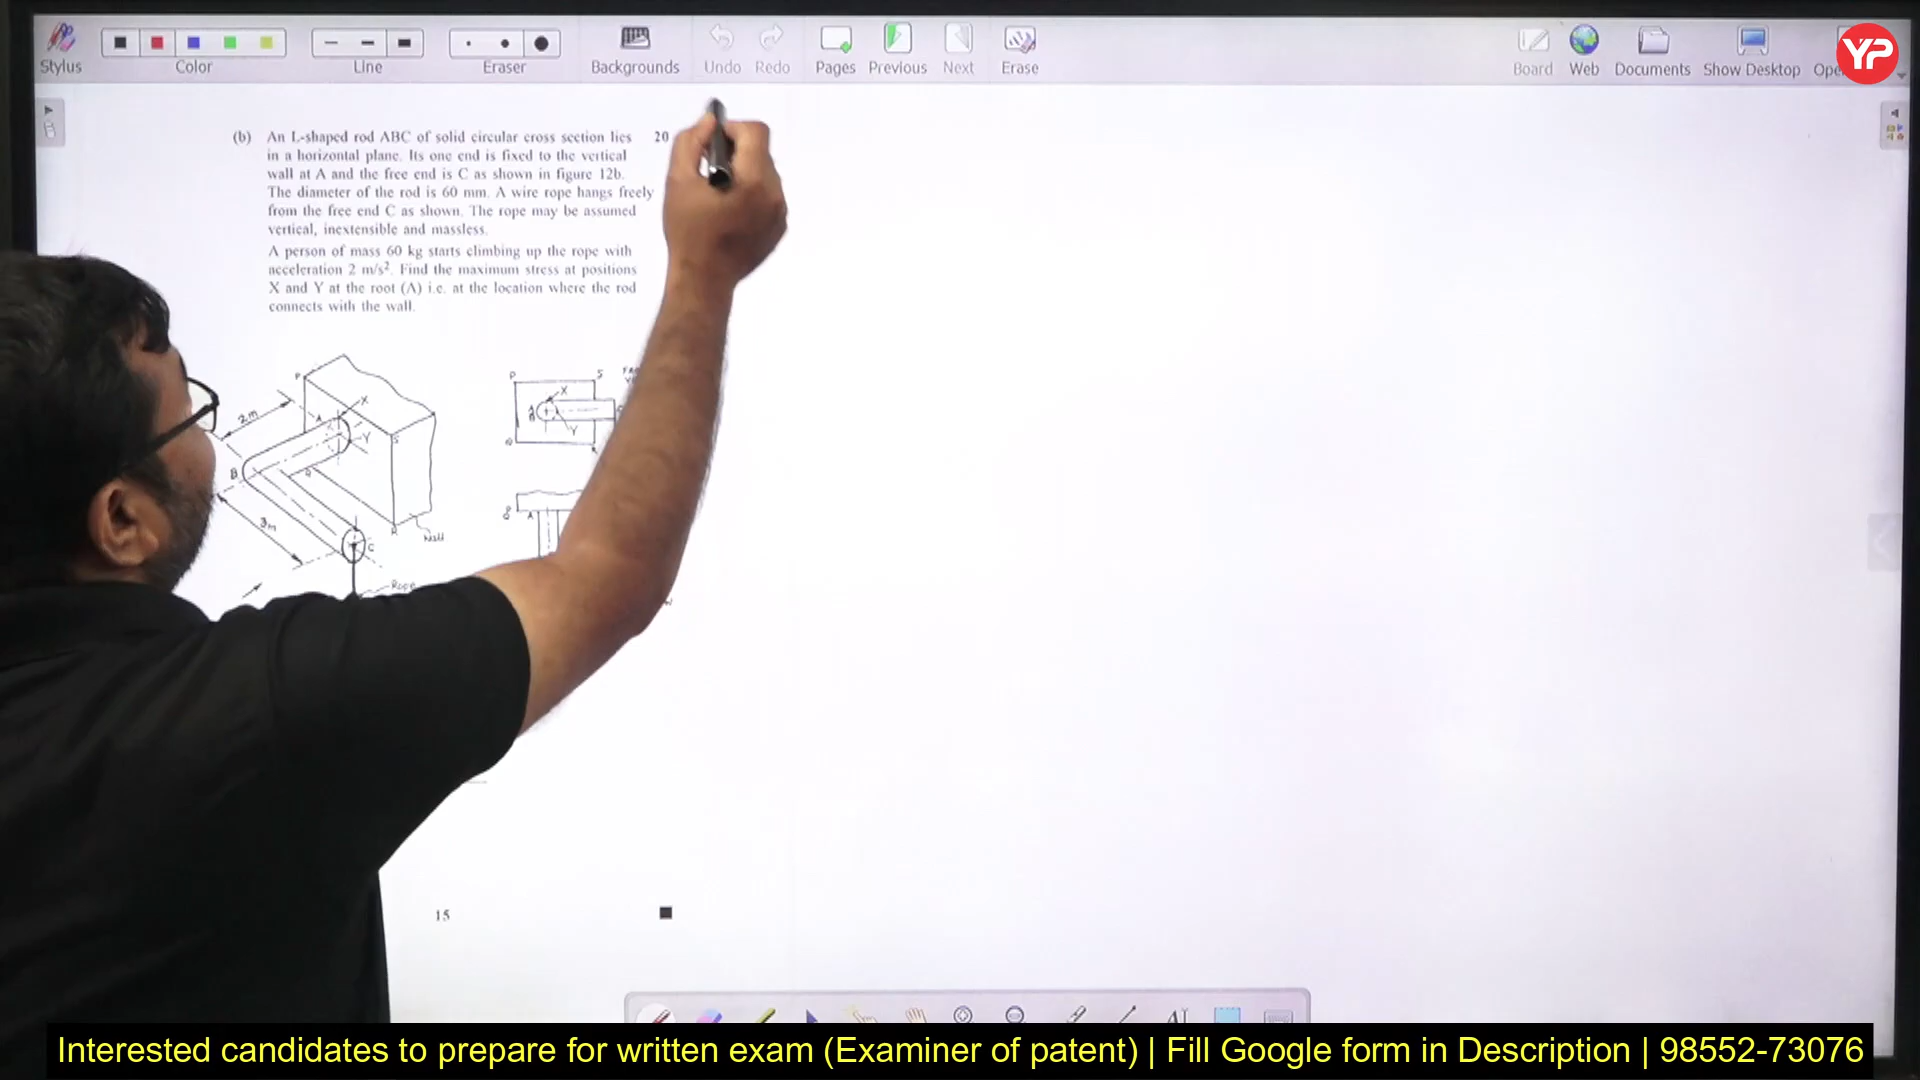 Stylus
Color
Line
Eraser
Backgrounds
Undo
Redo
Pages
Previous
Next
Erase
Board
Web
Documents
Show Desktop
YP
(b) An L-shaped rod ABC of solid circular cross section lies 20
in a horizontal plane. Its one end is fixed to the vertical
wall at A and the free end is C as shown in figure 12b.
The diameter of the rod is 60 mm. A wire rope hangs freely
from the free end C as shown. The rope may be assumed
vertical, inextensible and massless.
A person of mass 60 kg starts climbing up the rope with
acceleration 2 m/s². Find the maximum stress at positions
X and Y at the root (A) i.e. at the location where the rod
connects with the wall.
P
2m
A
X
Y
S
B
3m
C
R
Wall
Rope
P
S
X
A
B
Y
Q
A
15
Interested candidates to prepare for written exam (Examiner of patent) | Fill Google form in Description | 98552-73076